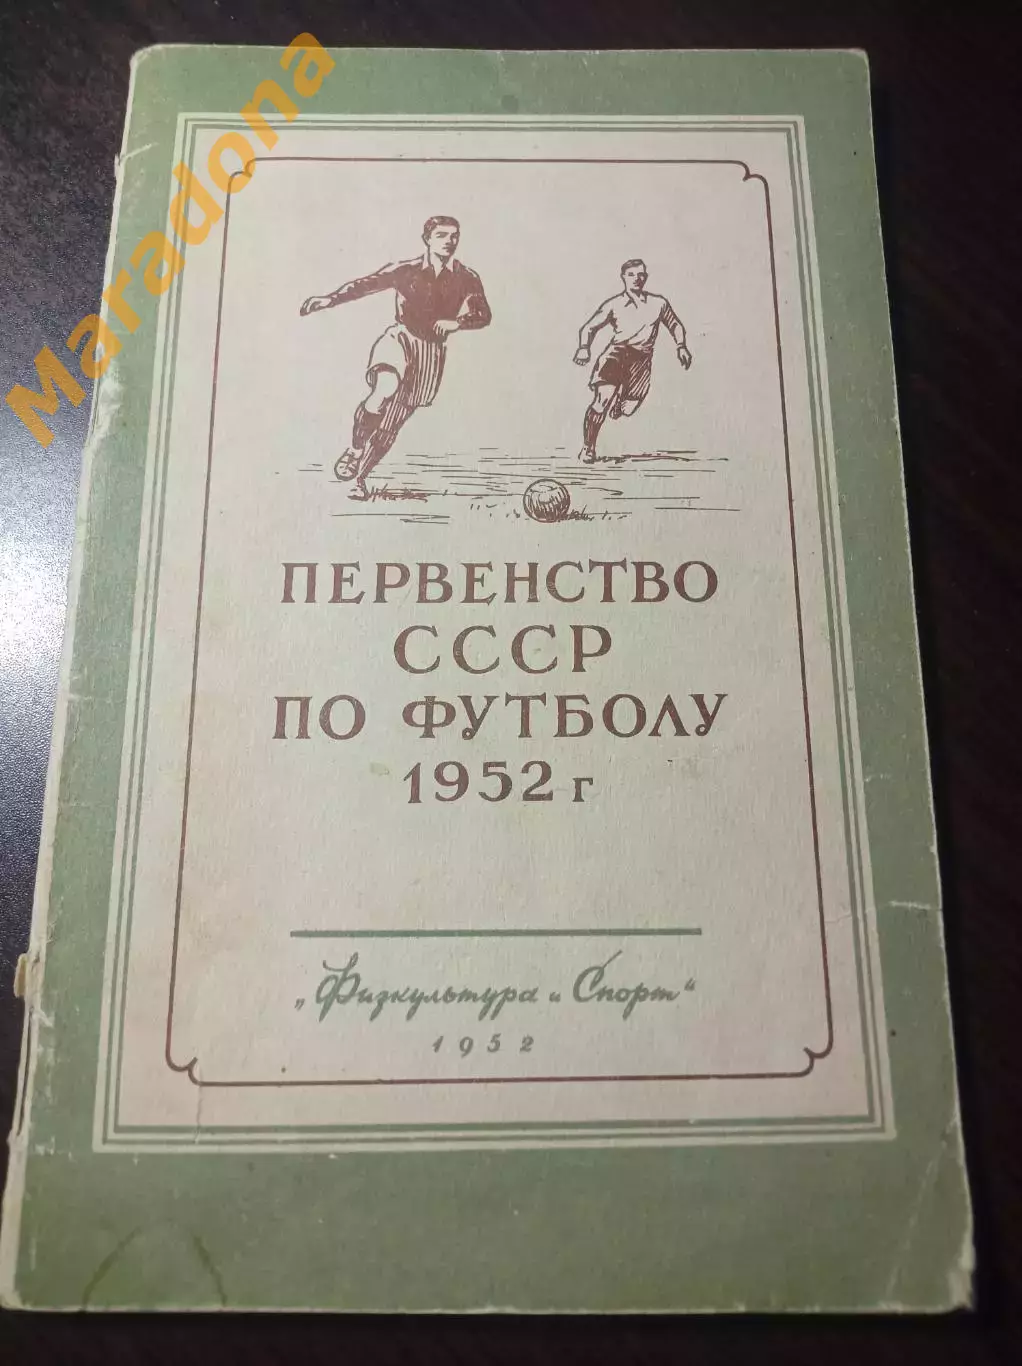 Maradona
ПЕРВЕНСТВО
СССР
ПО ФУТБОЛУ
1952 г
„Физкультура и Спорт“
1952